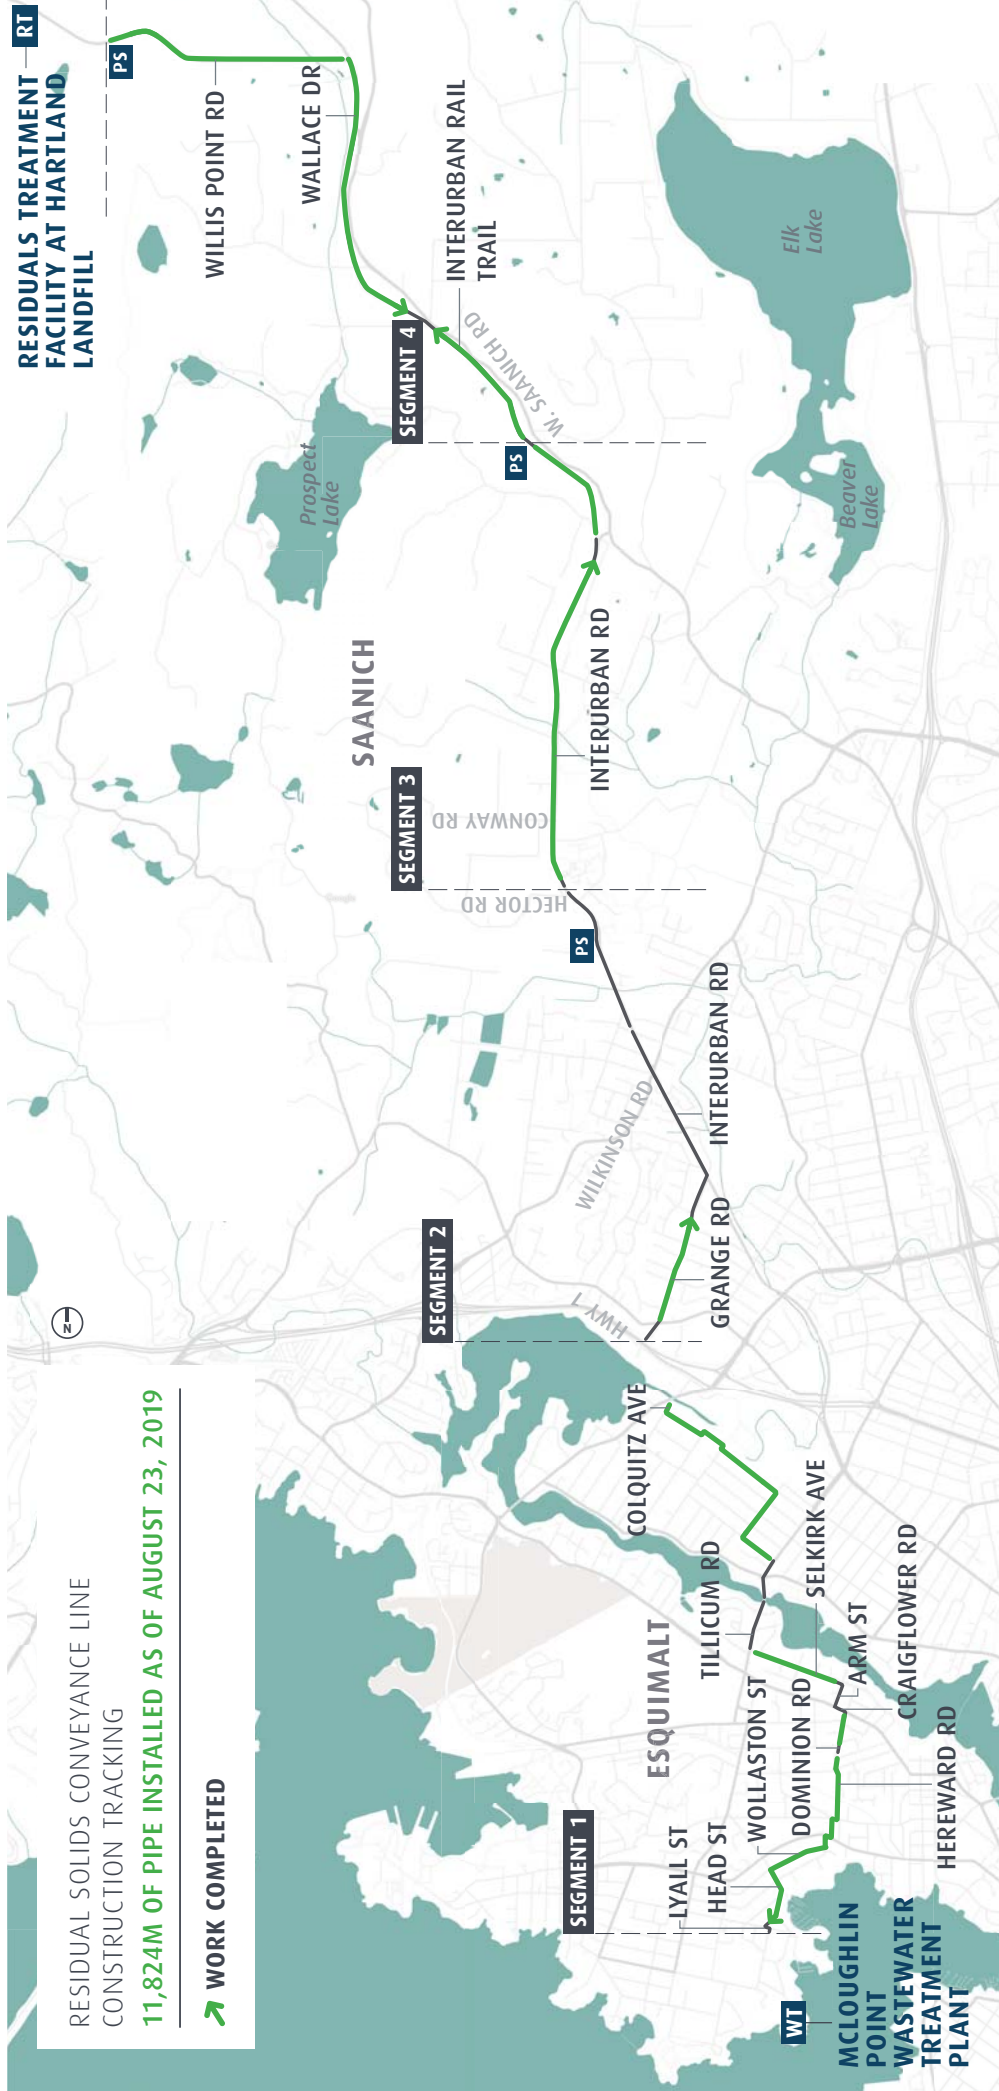 RESIDUAL SOLIDS CONVEYANCE LINE
CONSTRUCTION TRACKING
11,824M OF PIPE INSTALLED AS OF AUGUST 23, 2019
WORK COMPLETED
N
RESIDUALS TREATMENT
FACILITY AT HARTLAND
LANDFILL
RT
PS
WILLIS POINT RD
WALLACE DR
INTERURBAN RAIL
TRAIL
SEGMENT 4
W. SAANICH RD
PS
Prospect
Lake
Elk
Lake
Beaver
Lake
SAANICH
INTERURBAN RD
SEGMENT 3
CONWAY RD
HECTOR RD
PS
INTERURBAN RD
WILKINSON RD
GRANGE RD
SEGMENT 2
HWY 1
COLQUITZ AVE
SELKIRK AVE
TILLICUM RD
ARM ST
CRAIGFLOWER RD
ESQUIMALT
WOLLASTON ST
DOMINION RD
HEREWARD RD
SEGMENT 1
LYALL ST
HEAD ST
WT
MCLOUGHLIN
POINT
WASTEWATER
TREATMENT
PLANT